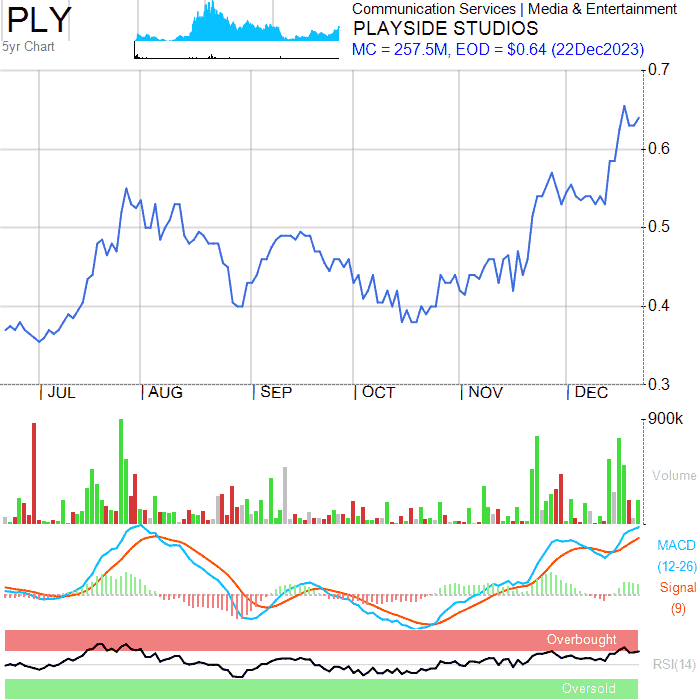 PLY
5yr Chart
Communication Services | Media & Entertainment
PLAYSIDE STUDIOS
MC = 257.5M, EOD = $0.64 (22Dec2023)
0.7
0.6
0.5
0.4
0.3
JUL AUG SEP OCT NOV DEC
900k
Volume
MACD
(12-26)
Signal
(9)
Overbought
RSI(14)
Oversold